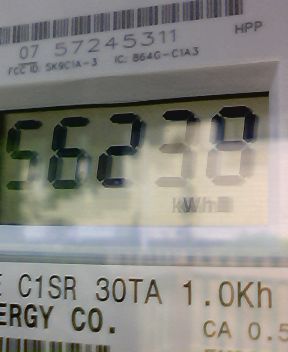 07 57245311
HPP
FCC ID. SK9C1A-3 IC. 864G-C1A3
kWh
C1SR 30TA 1.0Kh
ERGY CO.
CA 0.5